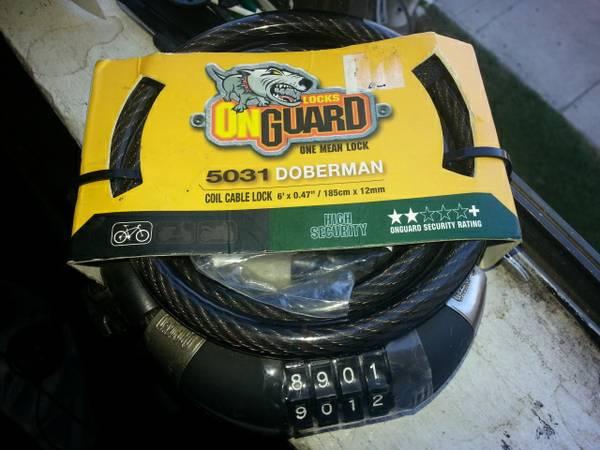 LOCKS
ONGUARD
ONE MEAN LOCK
5031 DOBERMAN
COIL CABLE LOCK 6' x 0.47" / 185cm x 12mm
HIGH
SECURITY
+
ONGUARD SECURITY RATING
8901
9012